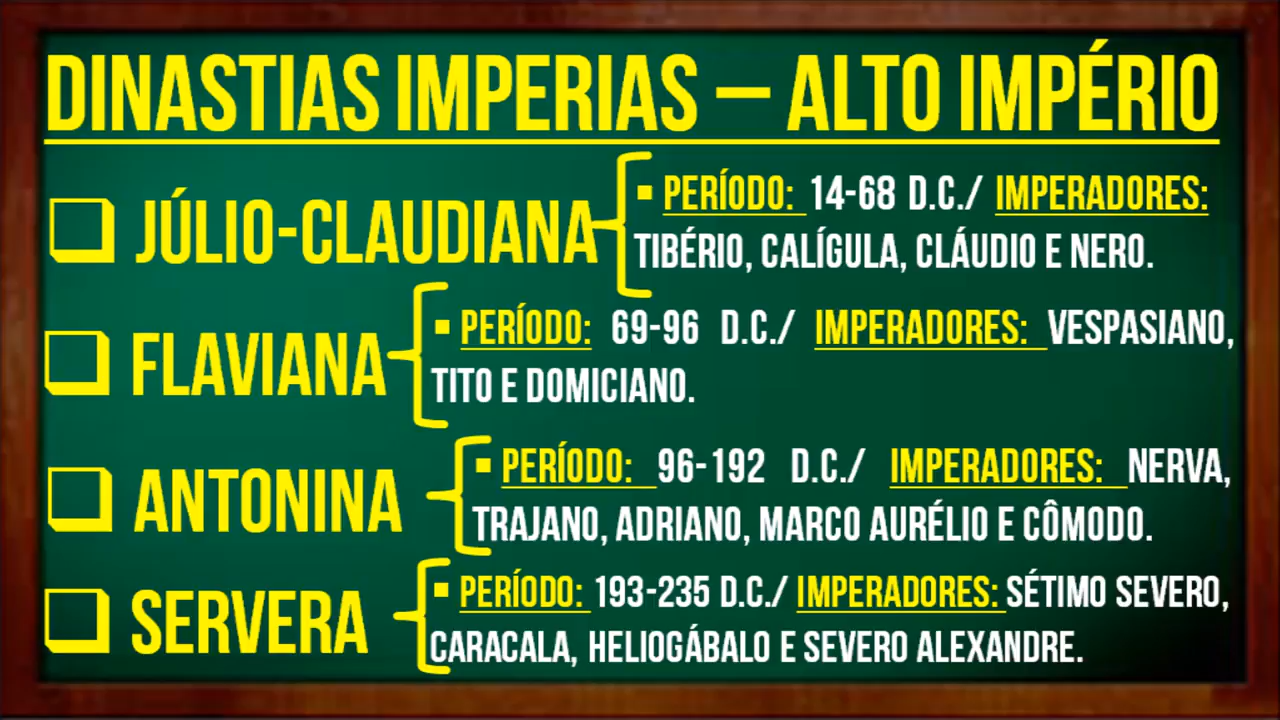 DINASTIAS IMPERIAS – ALTO IMPÉRIO
JÚLIO-CLAUDIANA
▪ PERÍODO: 14-68 D.C./ IMPERADORES:
TIBÉRIO, CALÍGULA, CLÁUDIO E NERO.
FLAVIANA
▪ PERÍODO: 69-96 D.C./ IMPERADORES: VESPASIANO,
TITO E DOMICIANO.
ANTONINA
▪ PERÍODO: 96-192 D.C./ IMPERADORES: NERVA,
TRAJANO, ADRIANO, MARCO AURÉLIO E CÔMODO.
SERVERA
▪ PERÍODO: 193-235 D.C./ IMPERADORES: SÉTIMO SEVERO,
CARACALA, HELIOGÁBALO E SEVERO ALEXANDRE.